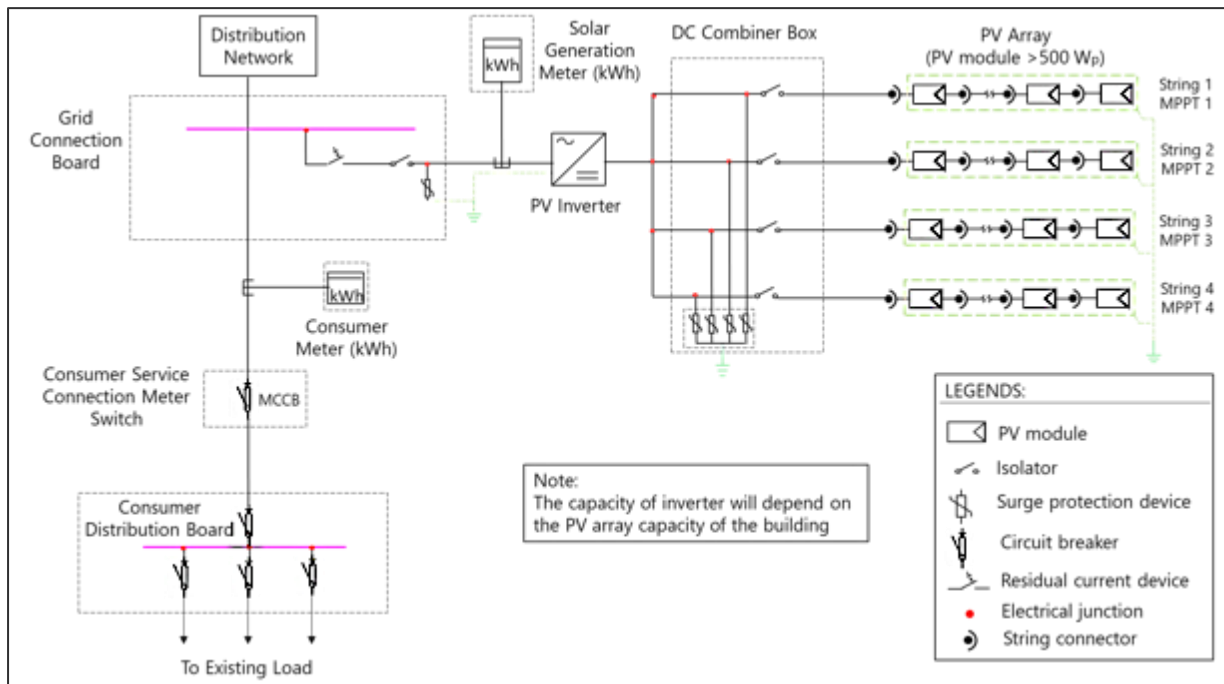 Distribution
Network
Solar
Generation
Meter (kWh)
kWh
DC Combiner Box
PV Array
(PV module >500 Wp)
String 1
MPPT 1
Grid
Connection
Board
String 2
MPPT 2
PV Inverter
String 3
MPPT 3
kWh
Consumer
Meter (kWh)
String 4
MPPT 4
Consumer Service
Connection Meter
Switch
MCCB
LEGENDS:
PV module
Isolator
Surge protection device
Circuit breaker
Residual current device
Electrical junction
String connector
Note:
The capacity of inverter will depend on
the PV array capacity of the building
Consumer
Distribution Board
To Existing Load